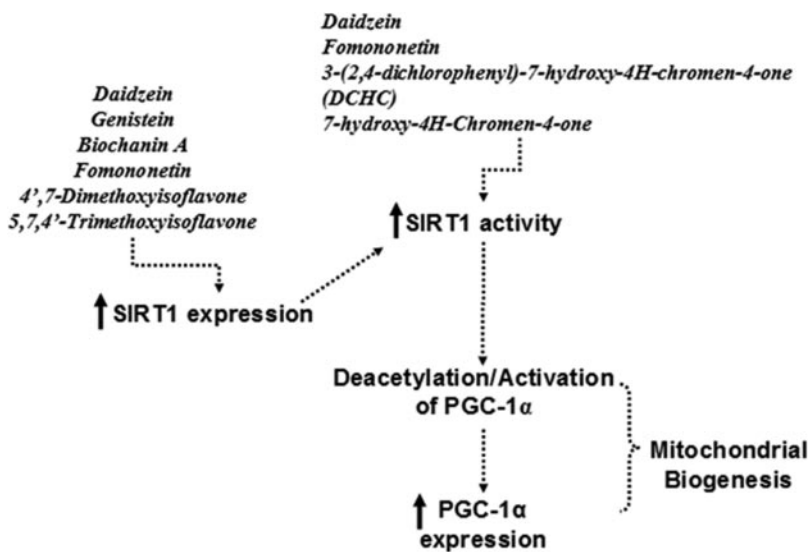 Daidzein
Fomononetin
3-(2,4-dichlorophenyl)-7-hydroxy-4H-chromen-4-one
(DCHC)
7-hydroxy-4H-Chromen-4-one
Daidzein
Genistein
Biochanin A
Fomononetin
4’,7-Dimethoxyisoflavone
5,7,4’-Trimethoxyisoflavone
SIRT1 activity
SIRT1 expression
Deacetylation/Activation
of PGC-1α
Mitochondrial
Biogenesis
PGC-1α
expression